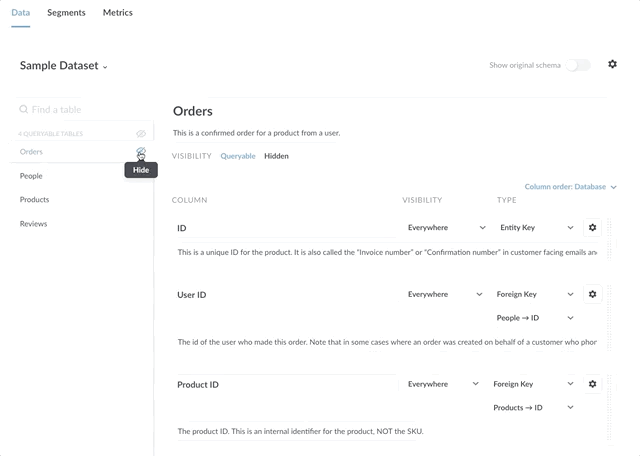 Data Segments Metrics
Sample Dataset
Show original schema
Find a table
4 QUERYABLE TABLES
Orders
Hide
People
Products
Reviews
Orders
This is a confirmed order for a product from a user.
VISIBILITY Queryable Hidden
Column order: Database
COLUMN VISIBILITY TYPE
ID Everywhere Entity Key
This is a unique ID for the product. It is also called the "Invoice number" or "Confirmation number" in customer facing emails
User ID Everywhere Foreign Key
People → ID
The id of the user who made this order. Note that in some cases where an order was created on behalf of a customer who
Product ID Everywhere Foreign Key
Products → ID
The product ID. This is an internal identifier for the product, NOT the SKU.